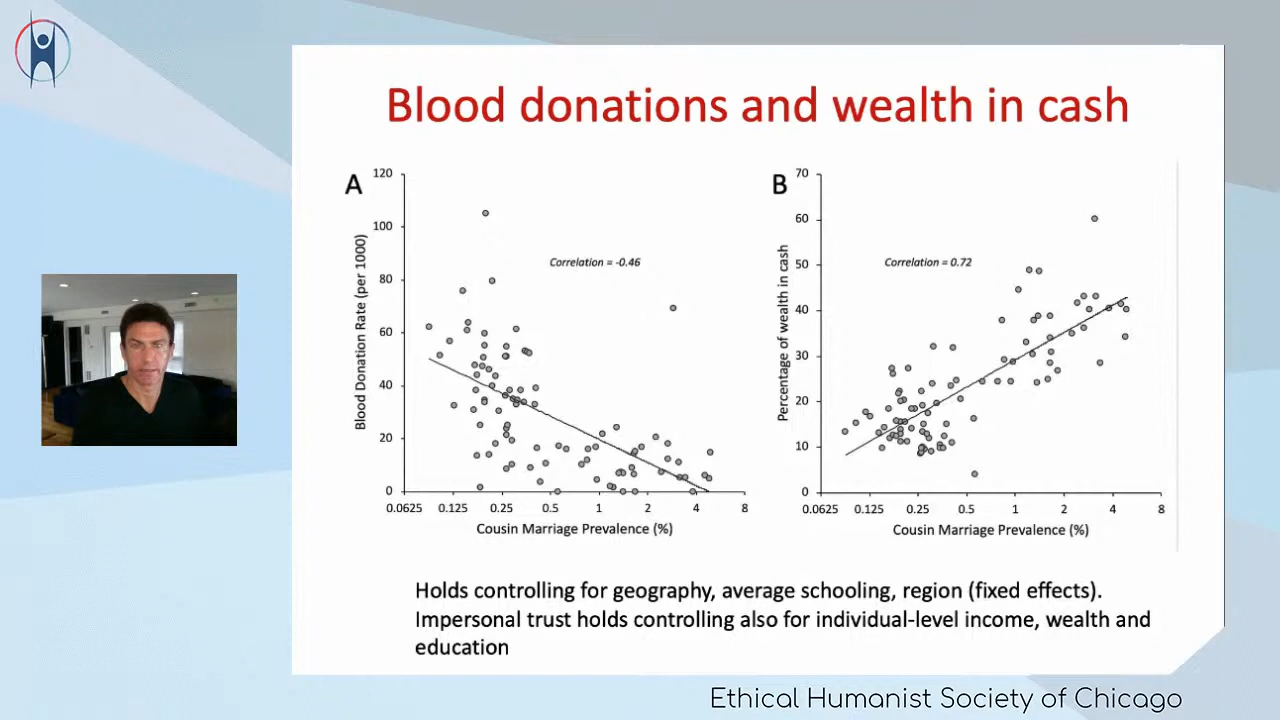 Blood donations and wealth in cash
A
120
100
80
60
40
20
0
Blood Donation Rate (per 1000)
Correlation = -0.46
0.0625 0.125 0.25 0.5 1 2 4 8
Cousin Marriage Prevalence (%)
B
70
60
50
40
30
20
10
0
Percentage of wealth in cash
Correlation = 0.72
0.0625 0.125 0.25 0.5 1 2 4 8
Cousin Marriage Prevalence (%)
Holds controlling for geography, average schooling, region (fixed effects).
Impersonal trust holds controlling also for individual-level income, wealth and
education
Ethical Humanist Society of Chicago